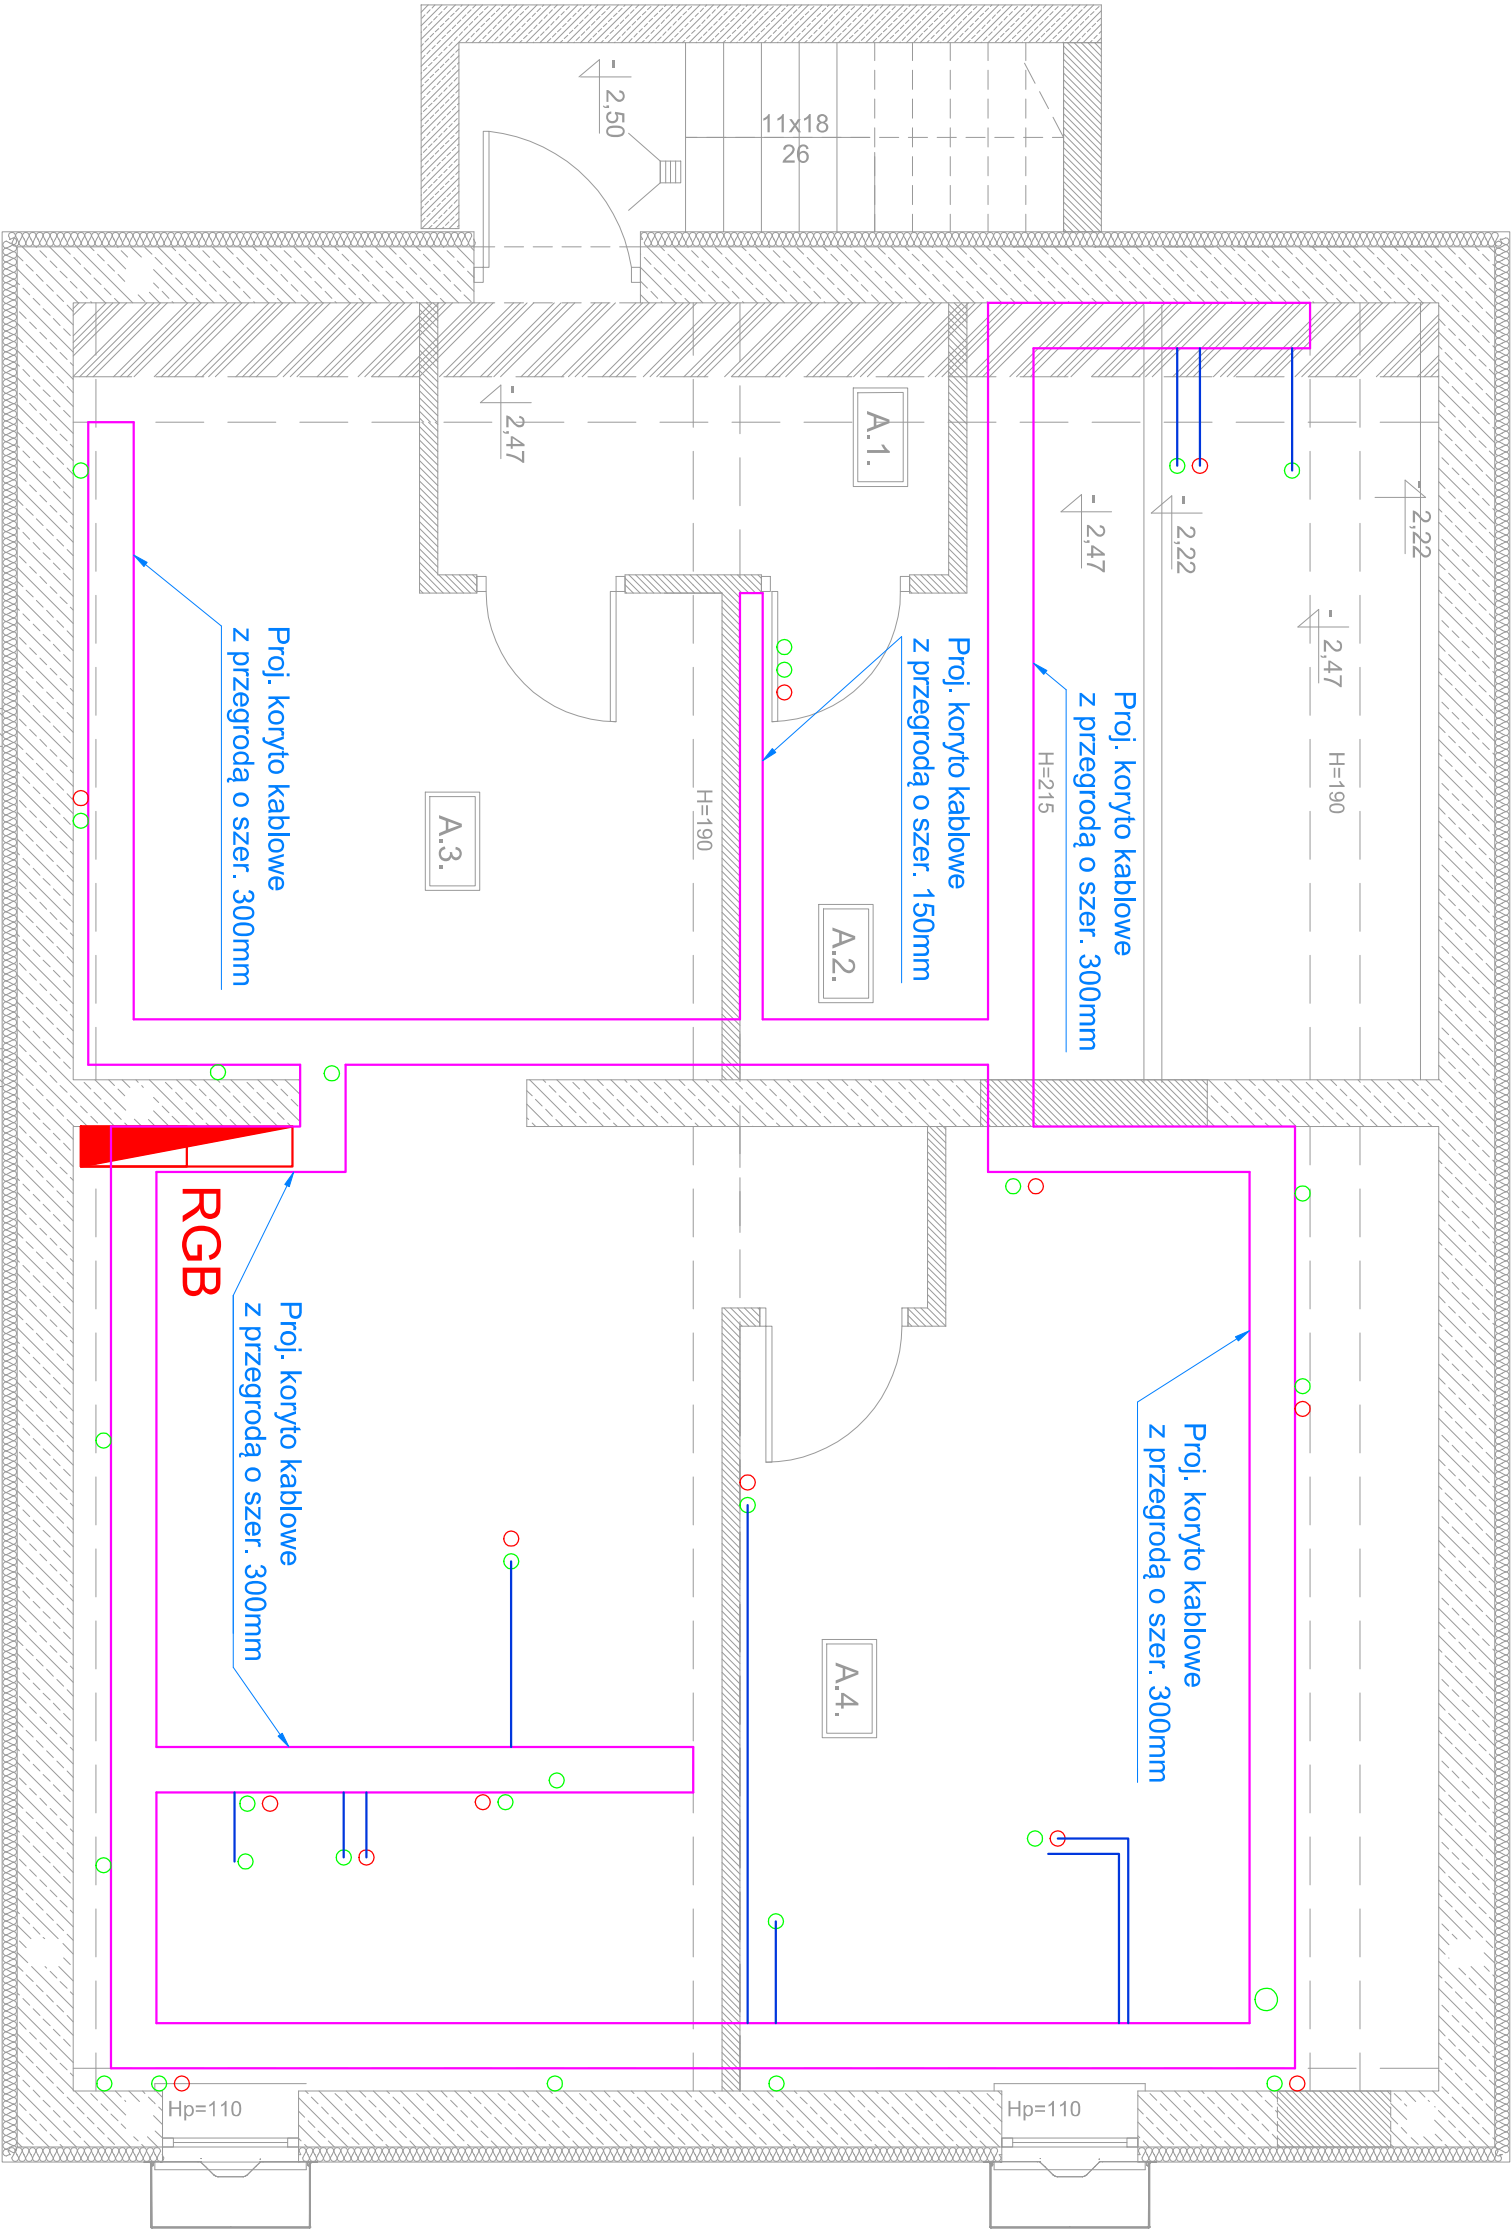 11x18
26
-
2,50
-
2,47
A.1.
-
2,47
-
2,22
-
2,22
-
2,47
Proj. koryto kablowe
z przegrodą o szer. 300mm
Proj. koryto kablowe
z przegrodą o szer. 150mm
Proj. koryto kablowe
z przegrodą o szer. 300mm
H=190
H=215
H=190
A.3.
A.2.
RGB
Proj. koryto kablowe
z przegrodą o szer. 300mm
Proj. koryto kablowe
z przegrodą o szer. 300mm
A.4.
Hp=110
Hp=110